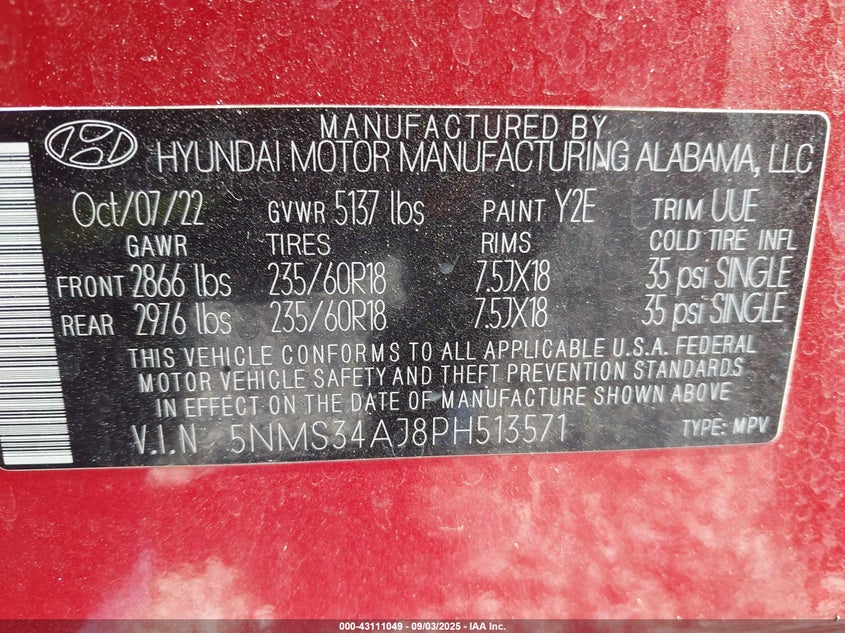 MANUFACTURED BY
HYUNDAI MOTOR MANUFACTURING ALABAMA, LLC
Oct/07/22 GVWR 5137 lbs PAINT Y2E TRIM UUE
GAWR TIRES RIMS COLD TIRE INFL
FRONT 2866 lbs 235/60R18 7.5JX18 35 psi SINGLE
REAR 2976 lbs 235/60R18 7.5JX18 35 psi SINGLE
THIS VEHICLE CONFORMS TO ALL APPLICABLE U.S.A. FEDERAL
MOTOR VEHICLE SAFETY AND THEFT PREVENTION STANDARDS
IN EFFECT ON THE DATE OF MANUFACTURE SHOWN ABOVE
V.I.N 5NMS34AJ8PH513571 TYPE: MPV
000-43111049 - 09/03/2025 - IAA Inc.